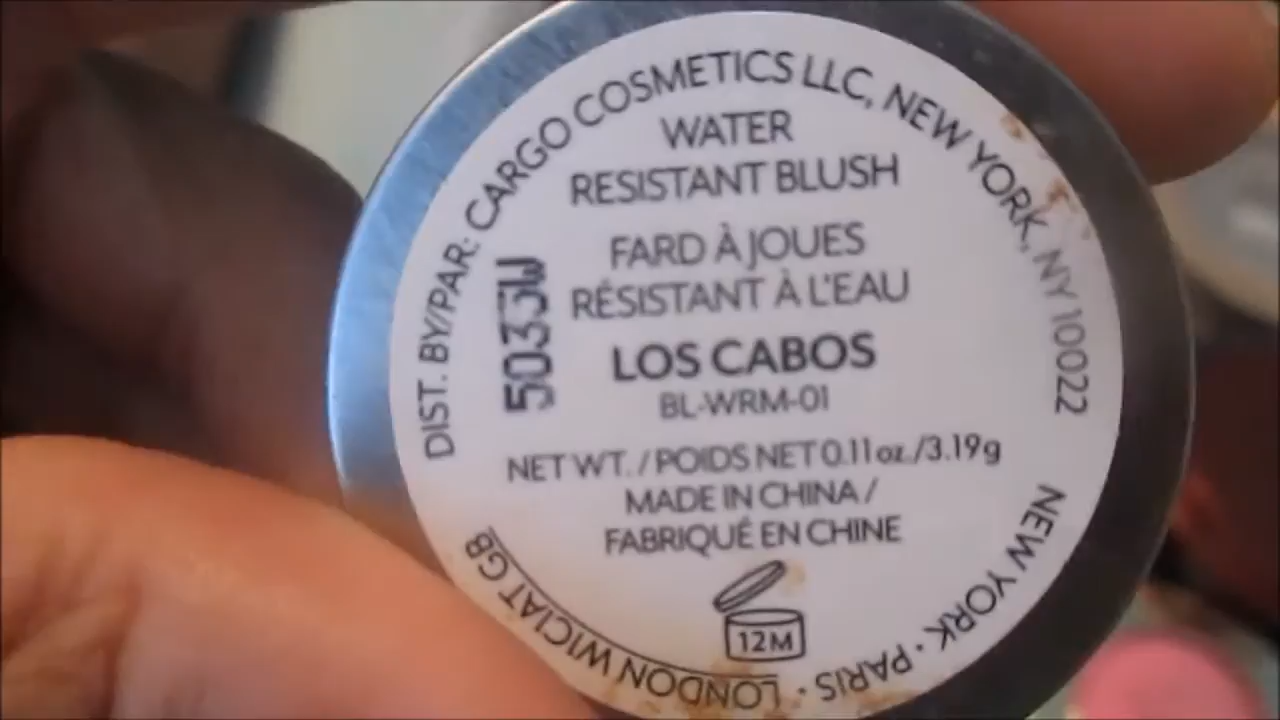 DIST. BY/PAR: CARGO COSMETICS LLC, NEW YORK, NY 10022
WATER
RESISTANT BLUSH
FARD À JOUES
RÉSISTANT À L'EAU
5033W
LOS CABOS
BL-WRM-01
NET WT. / POIDS NET 0.11oz./3.19g
MADE IN CHINA /
FABRIQUÉ EN CHINE
12M
NEW YORK · PARIS · LONDON WICIAT GB